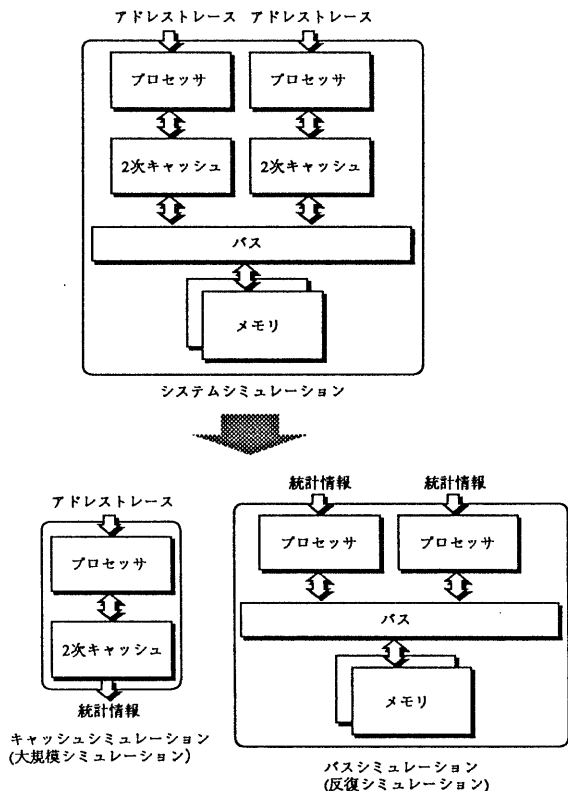 アドレストレース アドレストレース
プロセッサ プロセッサ
2次キャッシュ 2次キャッシュ
バス
メモリ
システムシミュレーション
アドレストレース
プロセッサ
2次キャッシュ
統計情報
キャッシュシミュレーション
(大規模シミュレーション)
統計情報 統計情報
プロセッサ プロセッサ
バス
メモリ
バスシミュレーション
(反復シミュレーション)